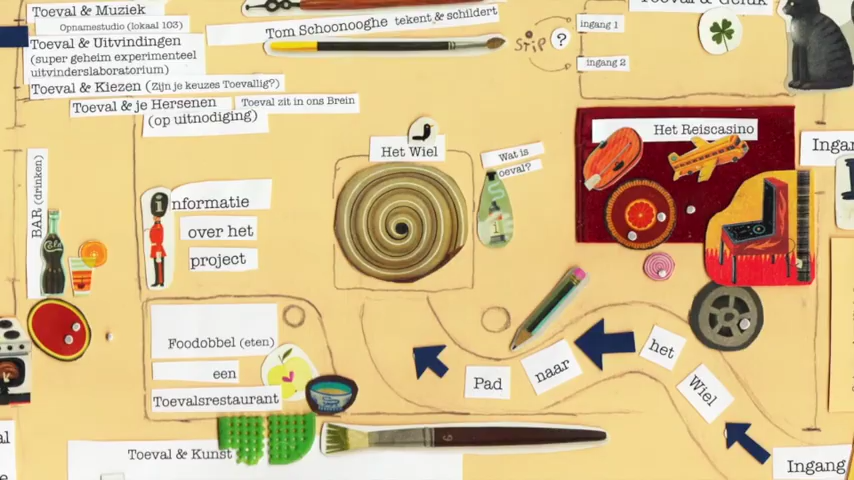 Toeval & Muziek
Opnamestudio (lokaal 103)
Toeval & Uitvindingen
(super geheim experimenteel
uitvinderslaboratorium)
Toeval & Kiezen (Zijn je keuzes Toevallig?)
Toeval & je Hersenen
Toeval zit in ons Brein
(op uitnodiging)
Tom Schoonooghe tekent & schildert
STIP
?
ingang 1
ingang 2
Toeval & Geluk
Het Wiel
Wat is
oeval?
Het Reiscasino
Ingan
BAR (drinken)
informatie
over het
project
Foodobbel (eten)
een
Toevalsrestaurant
Pad
naar
het
Wiel
Toeval & Kunst
Ingang